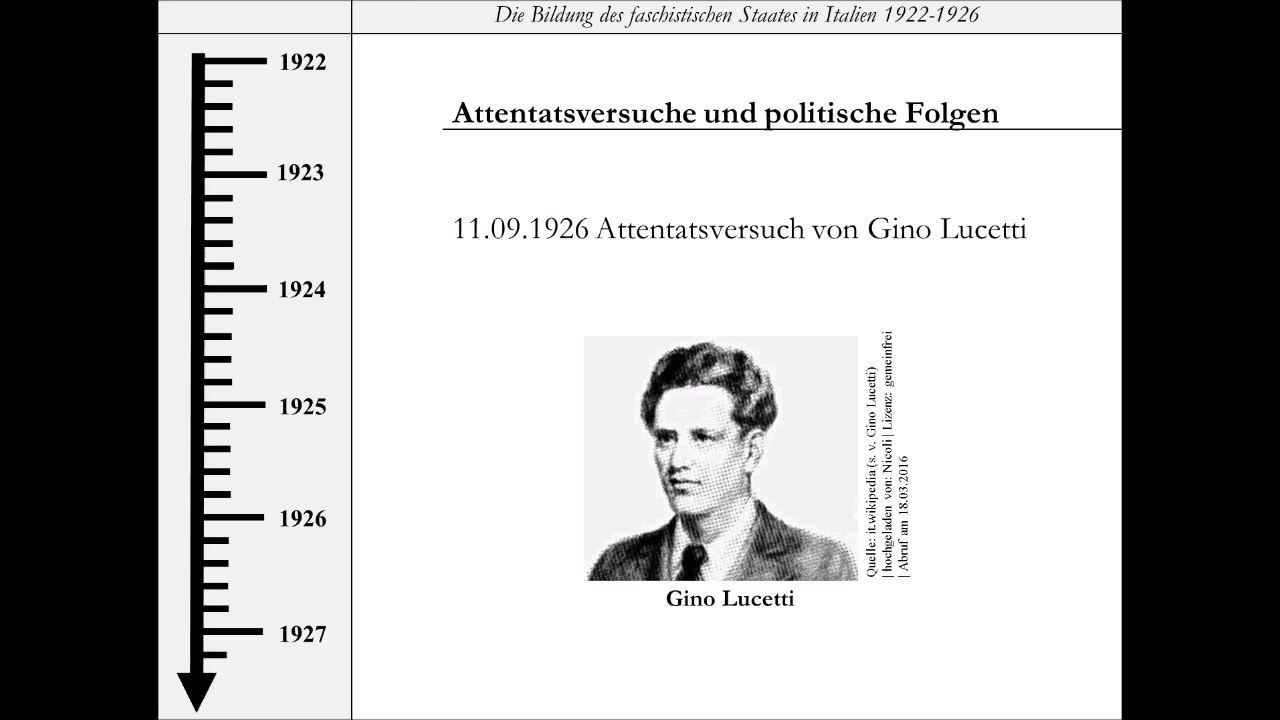 Die Bildung des faschistischen Staates in Italien 1922-1926
1922
1923
1924
1925
1926
1927
Attentatsversuche und politische Folgen
11.09.1926 Attentatsversuch von Gino Lucetti
Quelle: it.wikipedia (s. v. Gino Lucetti)
| hochgeladen von: Nicoli | Lizenz: gemeinfrei
| Abruf am 18.03.2016
Gino Lucetti